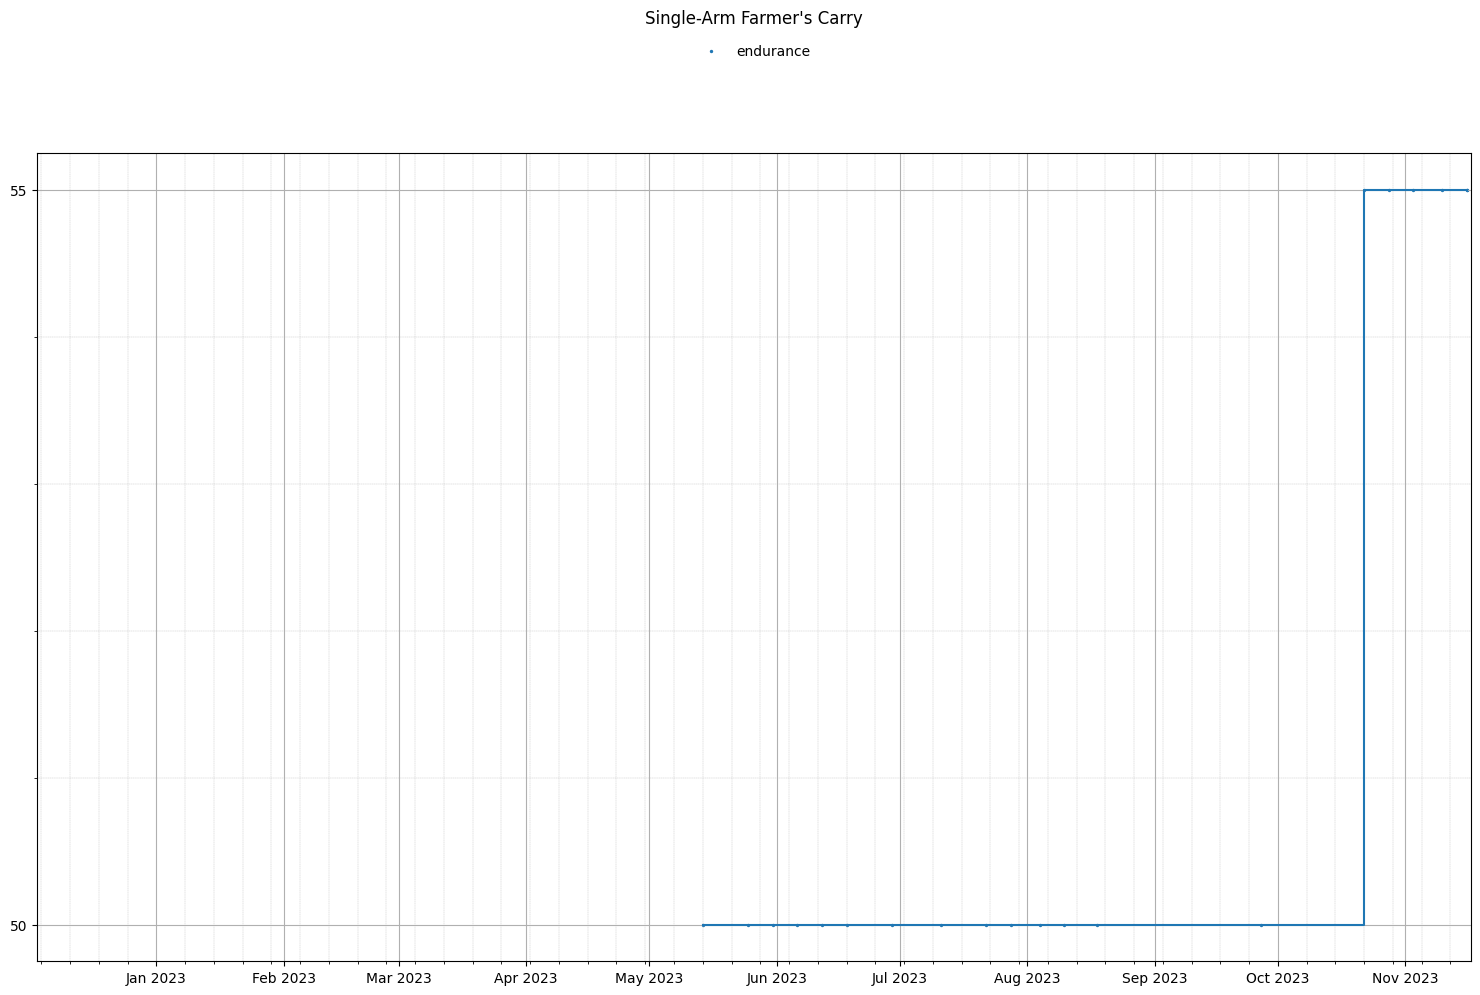 Single-Arm Farmer's Carry
endurance
55
50
Jan 2023
Feb 2023
Mar 2023
Apr 2023
May 2023
Jun 2023
Jul 2023
Aug 2023
Sep 2023
Oct 2023
Nov 2023